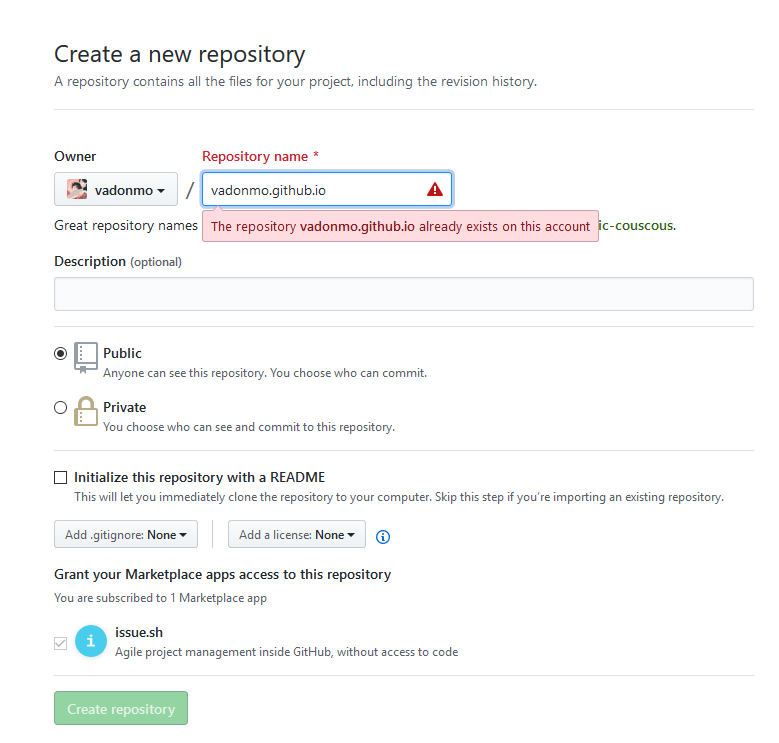 Create a new repository
A repository contains all the files for your project, including the revision history.
Owner
Repository name *
vadonmo
/
vadonmo.github.io
Great repository names
The repository vadonmo.github.io already exists on this account
ic-couscous.
Description (optional)
Public
Anyone can see this repository. You choose who can commit.
Private
You choose who can see and commit to this repository.
Initialize this repository with a README
This will let you immediately clone the repository to your computer. Skip this step if you’re importing an existing repository.
Add .gitignore: None
Add a license: None
Grant your Marketplace apps access to this repository
You are subscribed to 1 Marketplace app
issue.sh
Agile project management inside GitHub, without access to code
Create repository